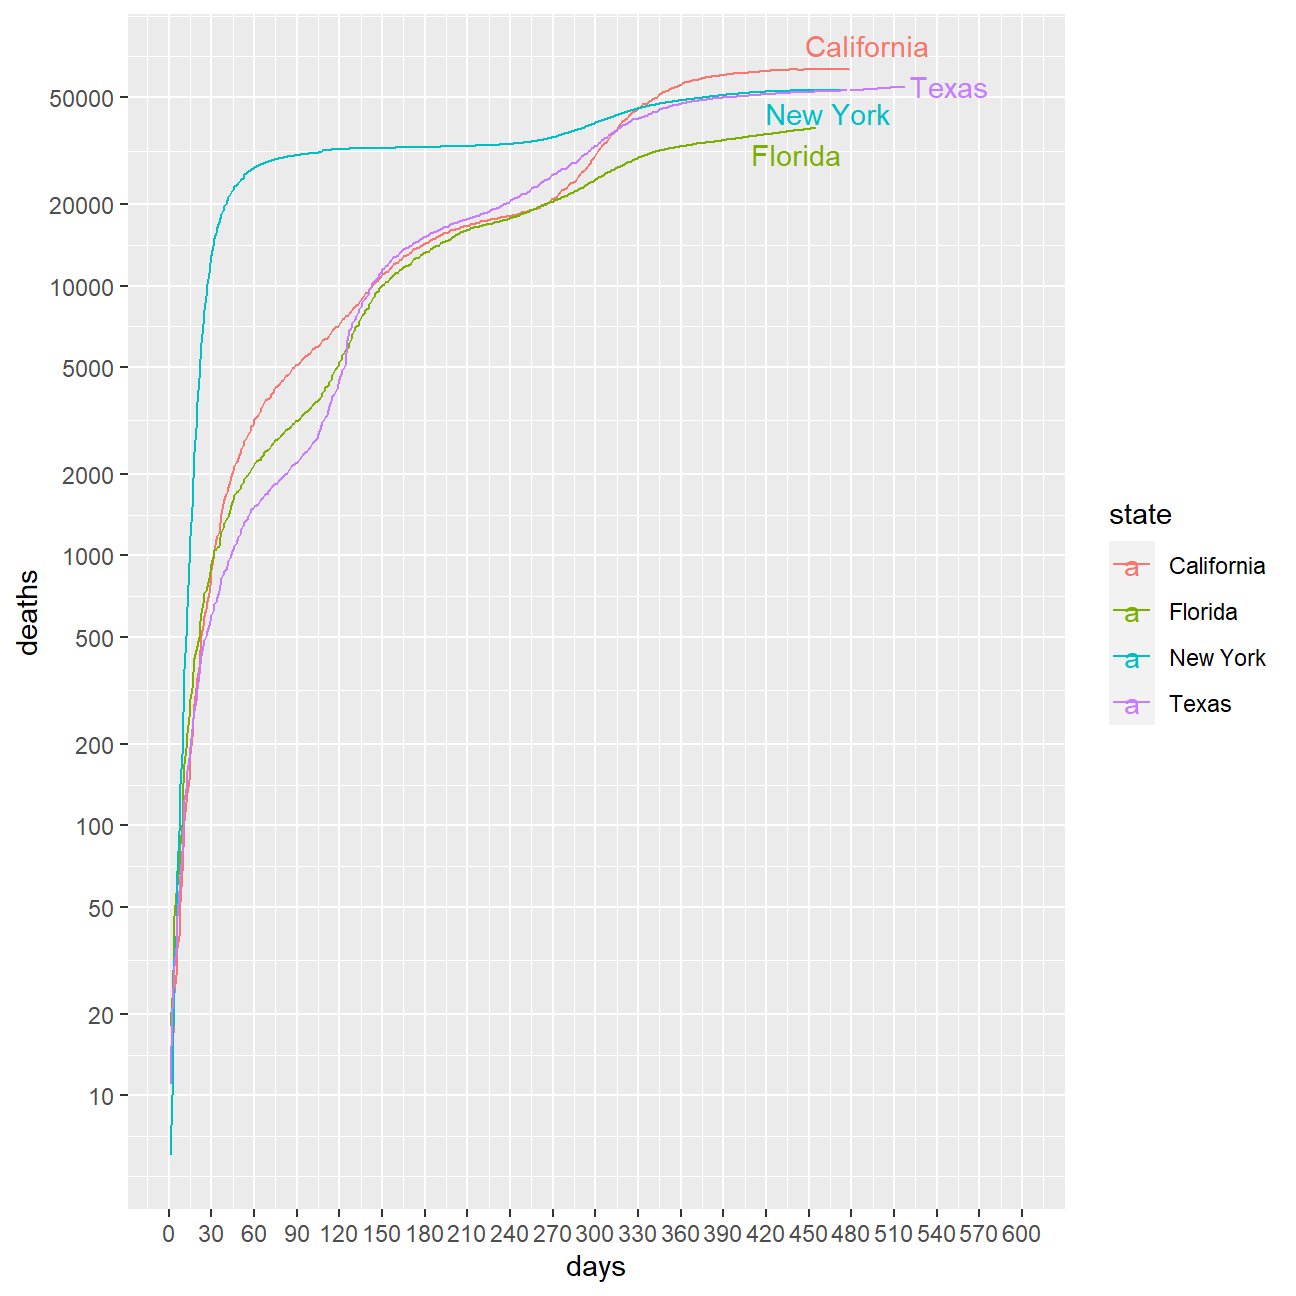 California
50000
Texas
New York
Florida
20000
10000
5000
2000
state
1000
a California
deaths
a Florida
500
a New York
a Texas
200
100
50
20
10
0 30 60 90 120 150 180 210 240 270 300 330 360 390 420 450 480 510 540 570 600
days